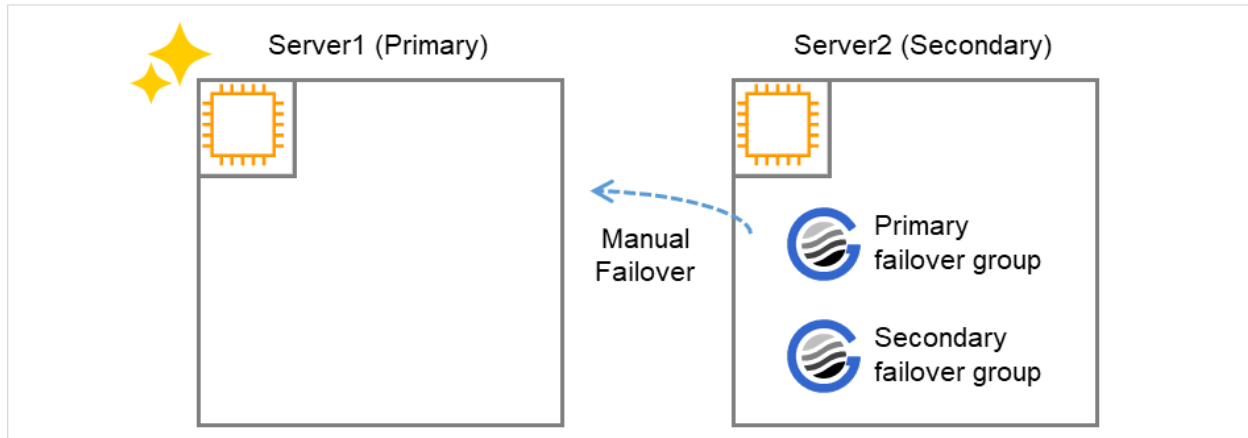 Server1 (Primary)
Server2 (Secondary)
Manual
Failover
Primary
failover group
Secondary
failover group